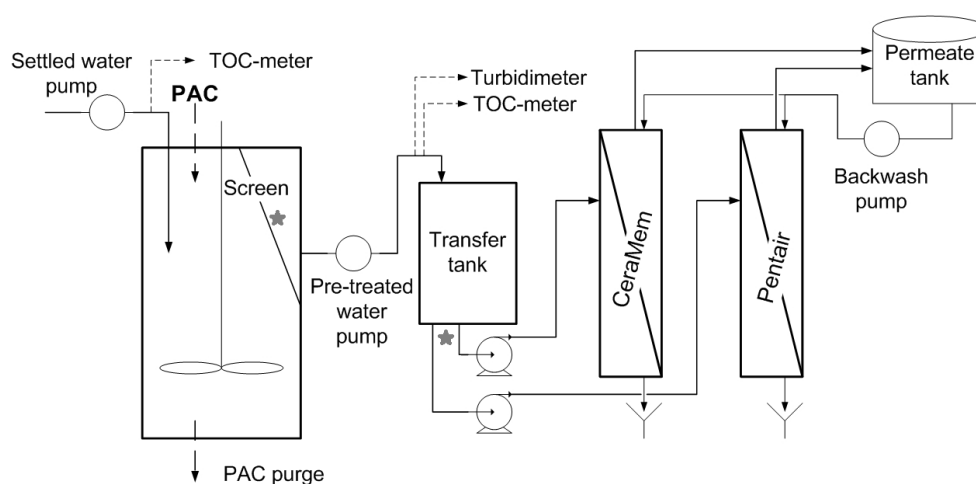 Settled water
pump
TOC-meter
PAC
Screen
PAC purge
Pre-treated
water
pump
Turbidimeter
TOC-meter
Transfer
tank
CeraMem
Pentair
Permeate
tank
Backwash
pump